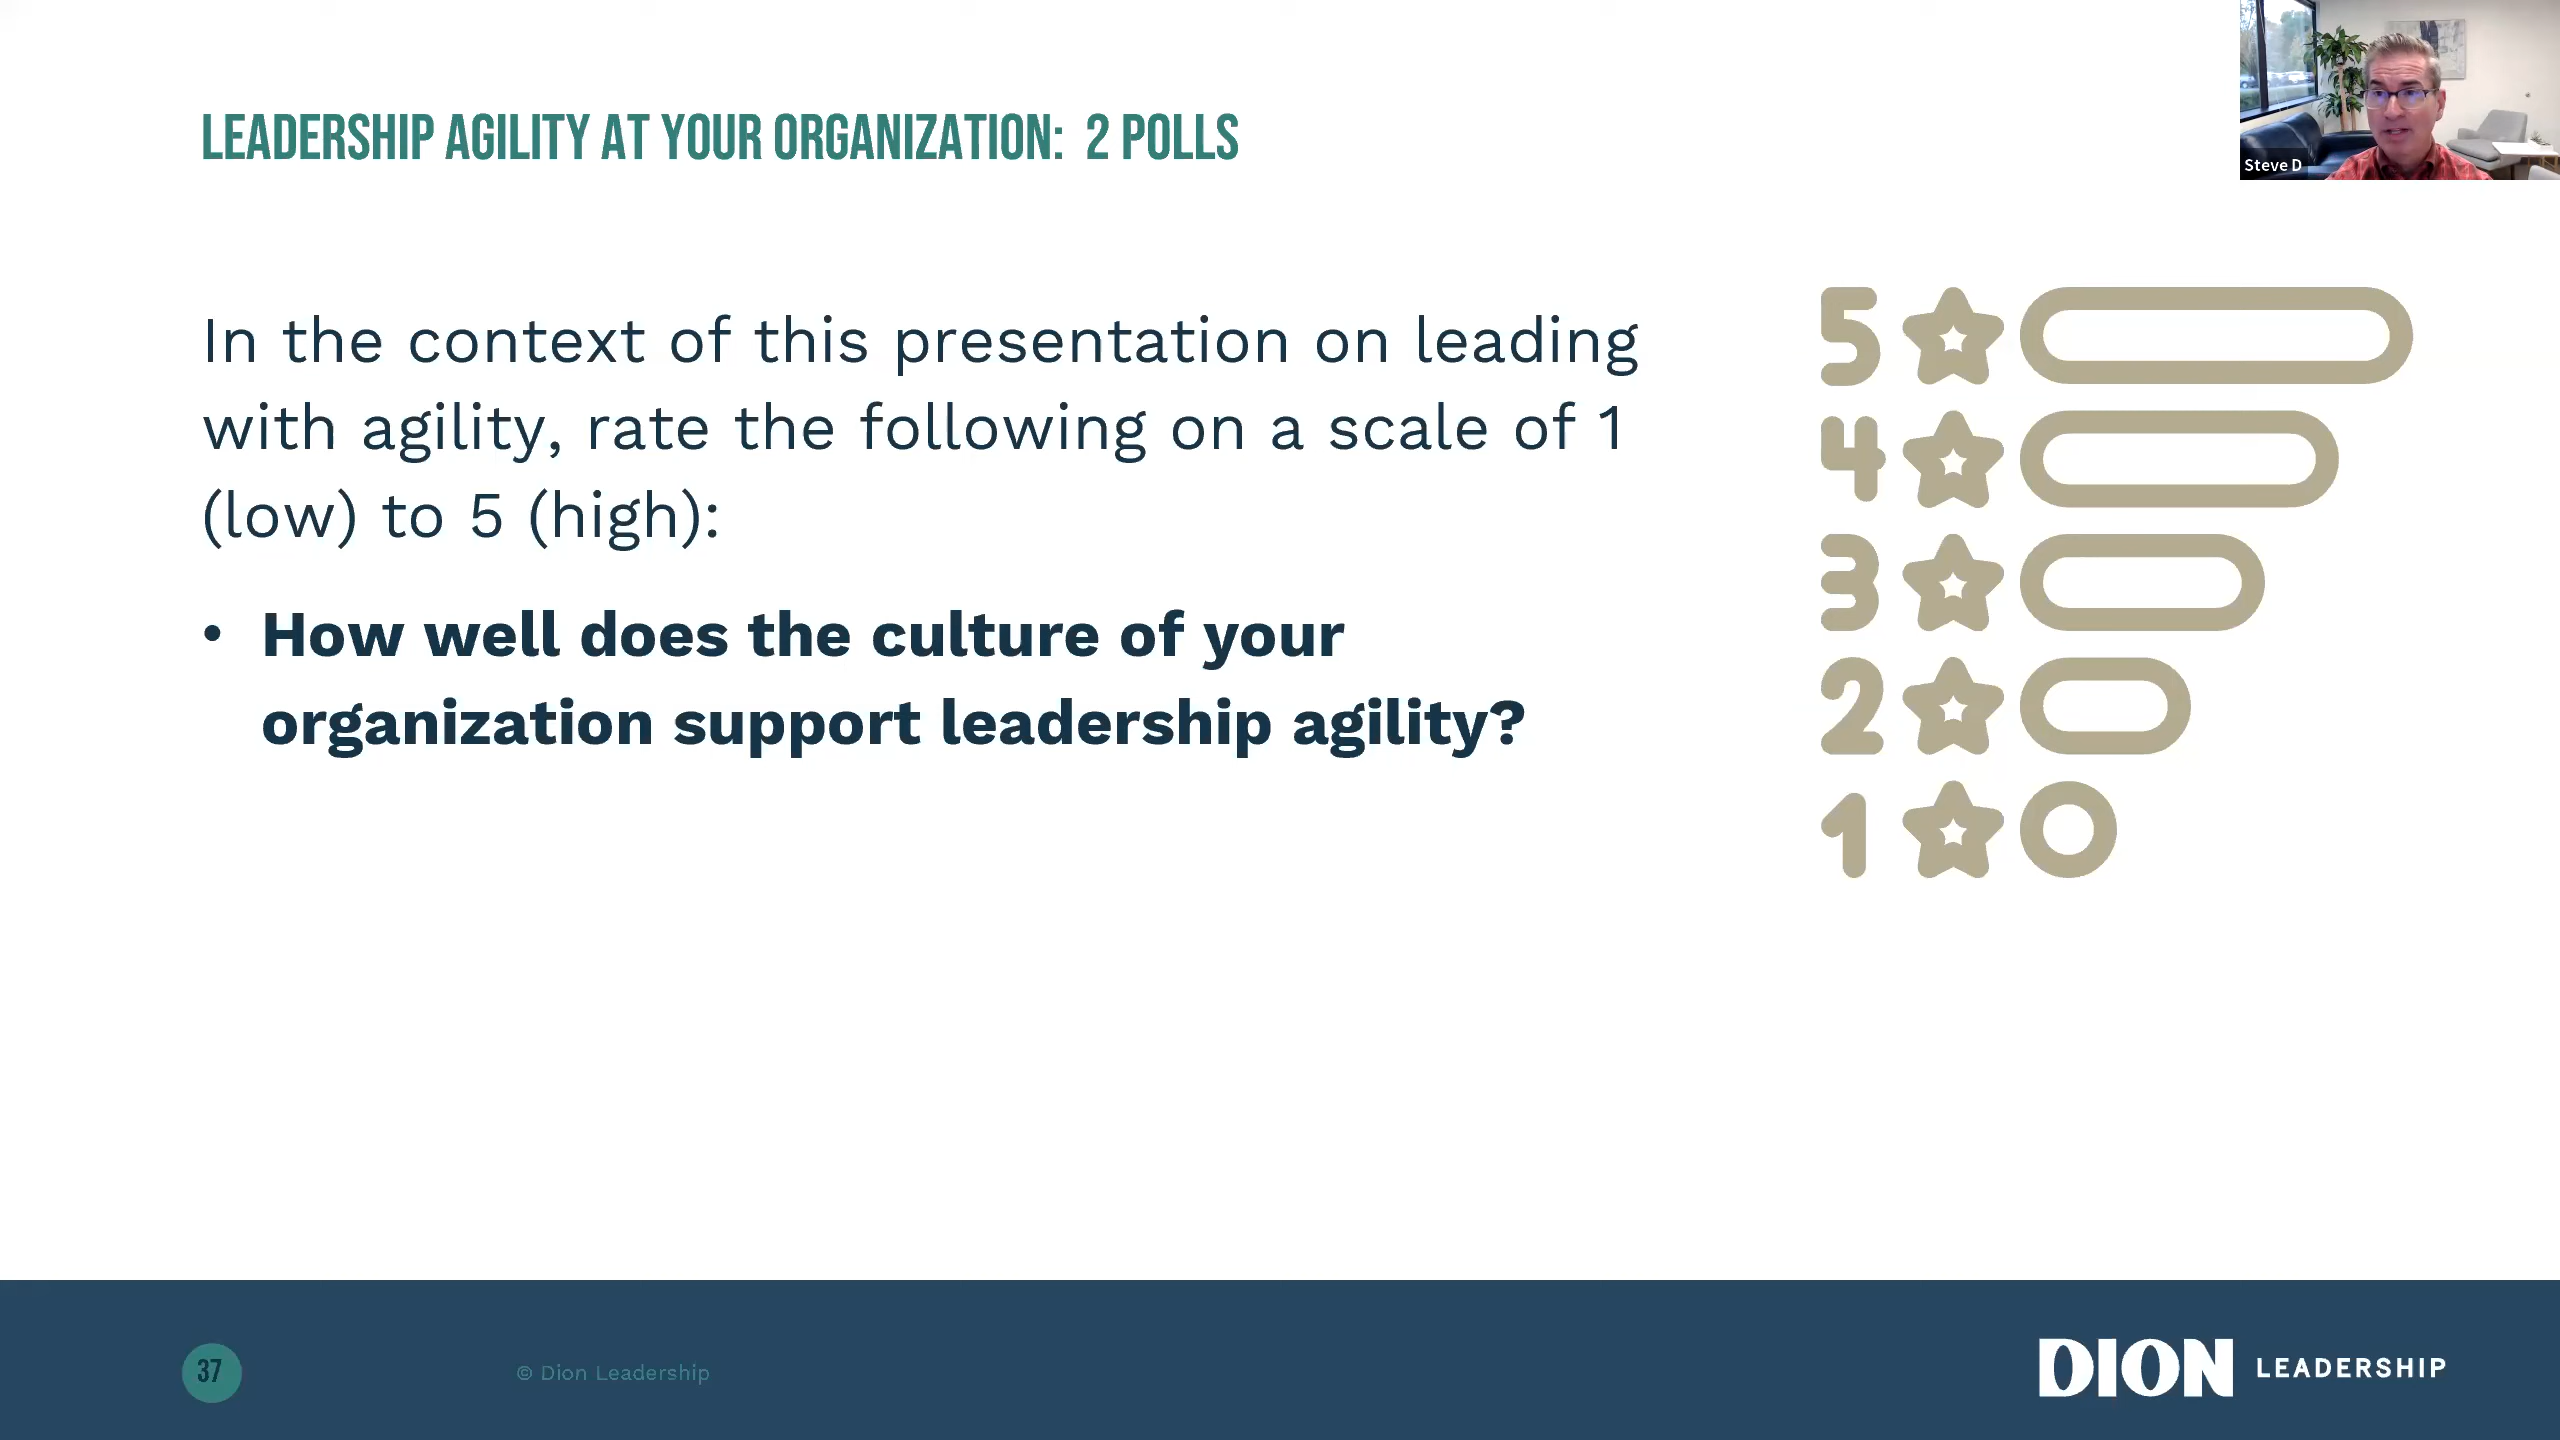 LEADERSHIP AGILITY AT YOUR ORGANIZATION:  2 POLLS
Steve D
In the context of this presentation on leading
with agility, rate the following on a scale of 1
(low) to 5 (high):
• How well does the culture of your
organization support leadership agility?
5
4
3
2
1
37
© Dion Leadership
DION LEADERSHIP